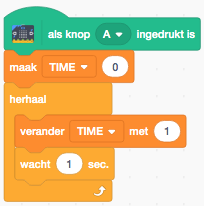 als knop A ingedrukt is
maak TIME 0
herhaal
verander TIME met 1
wacht 1 sec.